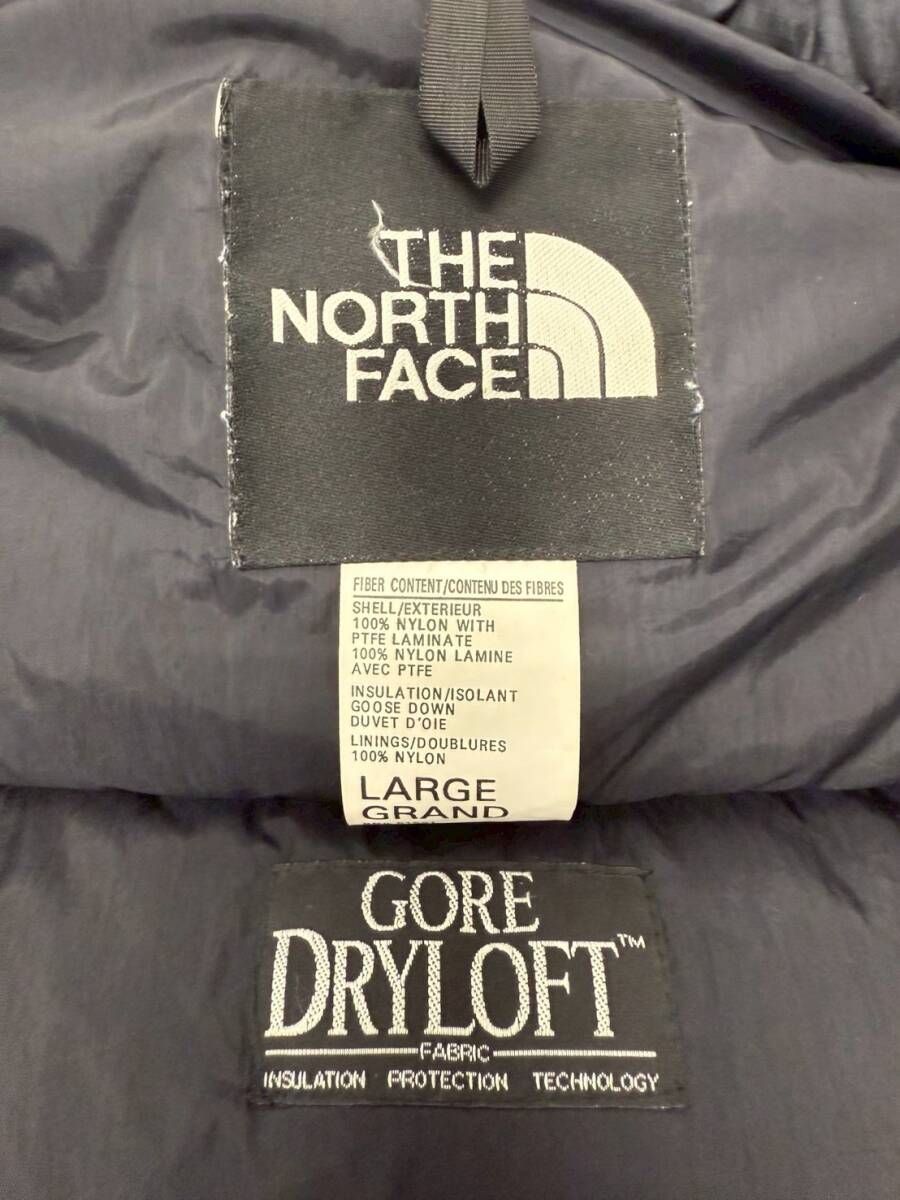 THE
NORTH
FACE
FIBER CONTENT/CONTENU DES FIBRES
SHELL/EXTERIEUR
100% NYLON WITH
PTFE LAMINATE
100% NYLON LAMINE
AVEC PTFE
INSULATION/ISOLANT
GOOSE DOWN
DUVET D'OIE
LININGS/DOUBLURES
100% NYLON
LARGE
GRAND
GORE
DRYLOFT™
FABRIC
INSULATION PROTECTION TECHNOLOGY